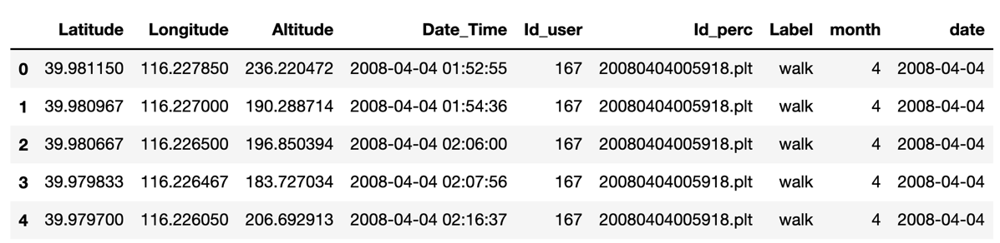 Latitude Longitude Altitude Date_Time Id_user Id_perc Label month date
0 39.981150 116.227850 236.220472 2008-04-04 01:52:55 167 20080404005918.plt walk 4 2008-04-04
1 39.980967 116.227000 190.288714 2008-04-04 01:54:36 167 20080404005918.plt walk 4 2008-04-04
2 39.980667 116.226500 196.850394 2008-04-04 02:06:00 167 20080404005918.plt walk 4 2008-04-04
3 39.979833 116.226467 183.727034 2008-04-04 02:07:56 167 20080404005918.plt walk 4 2008-04-04
4 39.979700 116.226050 206.692913 2008-04-04 02:16:37 167 20080404005918.plt walk 4 2008-04-04